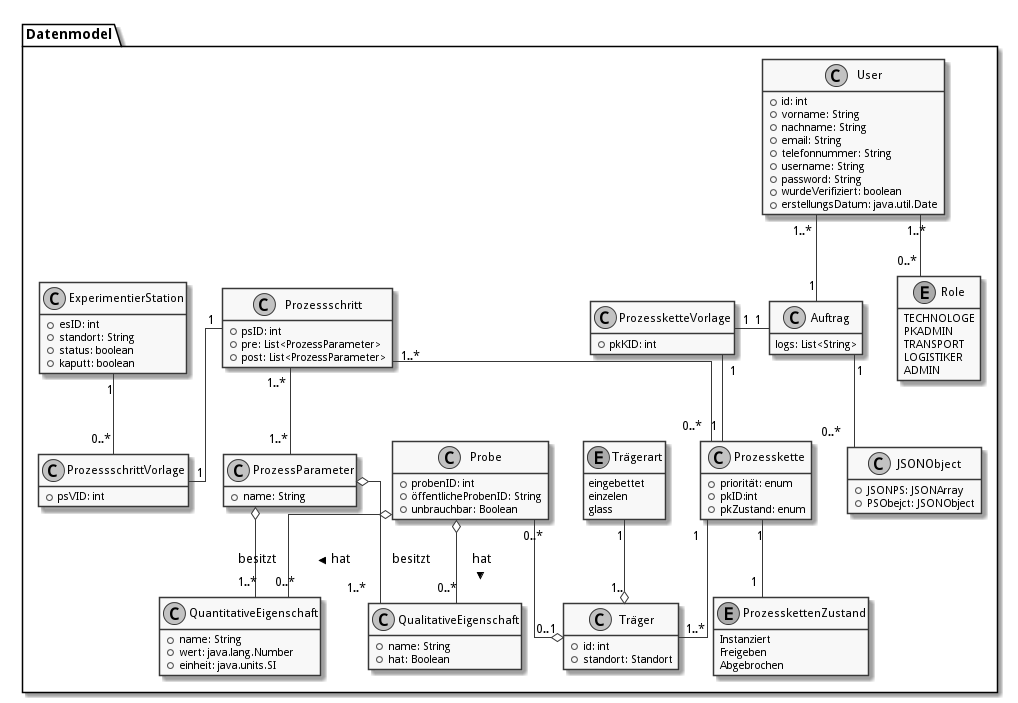 Datenmodel
C User
id: int
vorname: String
nachname: String
email: String
telefonnummer: String
username: String
password: String
wurdeVerifiziert: boolean
erstellungsDatum: java.util.Date
1..*
1..*
0..*
1
E Role
TECHNOLOGE
PKADMIN
TRANSPORT
LOGISTIKER
ADMIN
C ExperimentierStation
esID: int
standort: String
status: boolean
kaputt: boolean
C Prozessschritt
psID: int
pre: List<ProzessParameter>
post: List<ProzessParameter>
C ProzessketteVorlage
pkKID: int
C Auftrag
logs: List<String>
1
1 1
1..*
1
1..*
1
1
0..*
1..*
0..*
1
0..*
C ProzessschrittVorlage
psVID: int
1
C ProzessParameter
name: String
C Probe
probenID: int
öffentlicheProbenID: String
unbrauchbar: Boolean
E Trägerart
eingebettet
einzelen
glass
C Prozesskette
priorität: enum
pkID:int
pkZustand: enum
C JSONObject
JSONPS: JSONArray
PSObejct: JSONObject
0..*
1
1
1
besitzt
◄ hat
besitzt
hat
▼
1..*
0..*
1..*
0..*
1..
1
0..1
1..*
C QuantitativeEigenschaft
name: String
wert: java.lang.Number
einheit: java.units.SI
C QualitativeEigenschaft
name: String
hat: Boolean
C Träger
id: int
standort: Standort
E ProzesskettenZustand
Instanziert
Freigeben
Abgebrochen